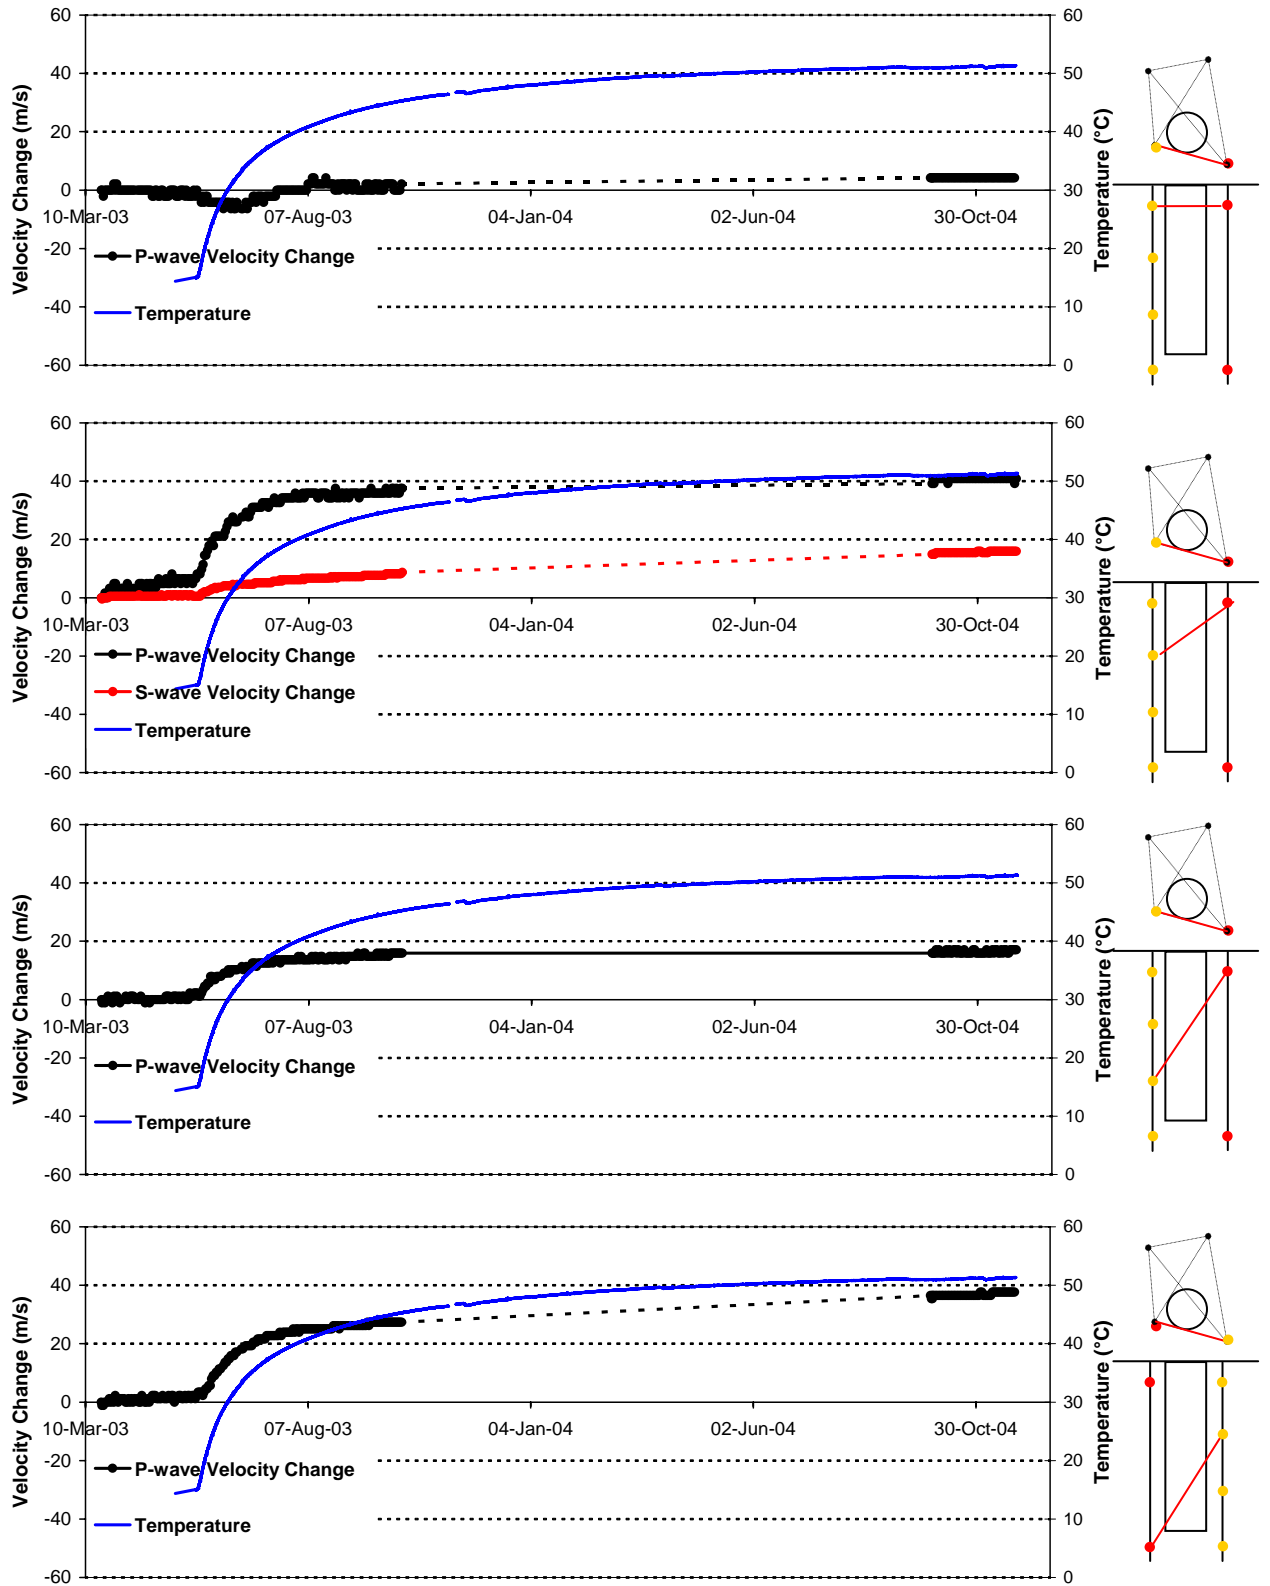 60 60
40 50
20 40
0 30
10-Mar-03 07-Aug-03 04-Jan-04 02-Jun-04 30-Oct-04
-20 20
-40 10
-60 0
Velocity Change (m/s)
Temperature (°C)
P-wave Velocity Change
Temperature
60 60
40 50
20 40
0 30
10-Mar-03 07-Aug-03 04-Jan-04 02-Jun-04 30-Oct-04
-20 20
-40 10
-60 0
Velocity Change (m/s)
Temperature (°C)
P-wave Velocity Change
S-wave Velocity Change
Temperature
60 60
40 50
20 40
0 30
10-Mar-03 07-Aug-03 04-Jan-04 02-Jun-04 30-Oct-04
-20 20
-40 10
-60 0
Velocity Change (m/s)
Temperature (°C)
P-wave Velocity Change
Temperature
60 60
40 50
20 40
0 30
10-Mar-03 07-Aug-03 04-Jan-04 02-Jun-04 30-Oct-04
-20 20
-40 10
-60 0
Velocity Change (m/s)
Temperature (°C)
P-wave Velocity Change
Temperature